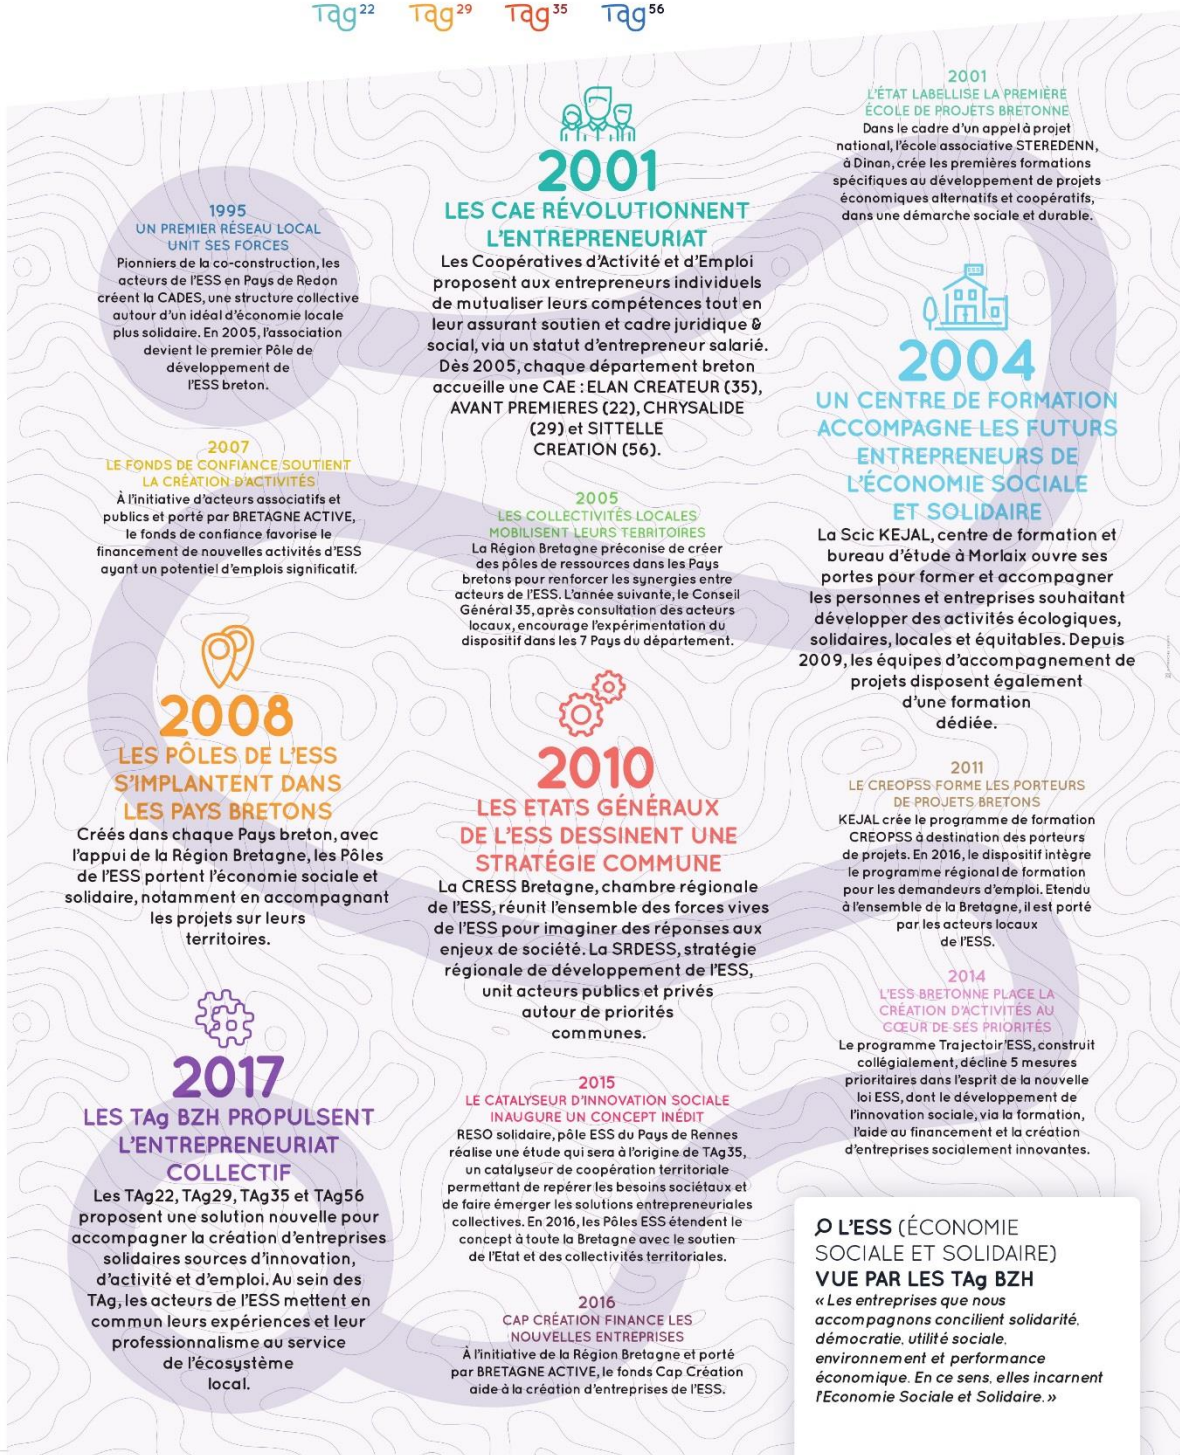 Tag22 Tag29 Tag35 Tag56
1995
UN PREMIER RÉSEAU LOCAL
UNIT SES FORCES
Pionniers de la co-construction, les
acteurs de l'ESS en Pays de Redon
créent la CADES, une structure collective
autour d'un idéal d'économie locale
plus solidaire. En 2005, l'association
devient le premier Pôle de
développement de
l'ESS breton.
2001
LES CAE RÉVOLUTIONNENT
L'ENTREPRENEURIAT
Les Coopératives d'Activité et d'Emploi
proposent aux entrepreneurs individuels
de mutualiser leurs compétences tout en
leur assurant soutien et cadre juridique &
social, via un statut d'entrepreneur salarié.
Dès 2005, chaque département breton
accueille une CAE : ELAN CREATEUR (35),
AVANT PREMIERES (22), CHRYSALIDE
(29) et SITTELLE
CREATION (56).
2001
L'ÉTAT LABELLISE LA PREMIÈRE
ÉCOLE DE PROJETS BRETONNE
Dans le cadre d'un appel à projet
national, l'école associative STEREDENN,
à Dinan, crée les premières formations
spécifiques au développement de projets
économiques alternatifs et coopératifs,
dans une démarche sociale et durable.
2004
UN CENTRE DE FORMATION
ACCOMPAGNE LES FUTURS
ENTREPRENEURS DE
L'ÉCONOMIE SOCIALE
ET SOLIDAIRE
La Scic KEJAL, centre de formation et
bureau d'étude à Morlaix ouvre ses
portes pour former et accompagner
les personnes et entreprises souhaitant
développer des activités écologiques,
solidaires, locales et équitables. Depuis
2009, les équipes d'accompagnement de
projets disposent également
d'une formation
dédiée.
2005
LES COLLECTIVITÉS LOCALES
MOBILISENT LEURS TERRITOIRES
La Région Bretagne préconise de créer
des pôles de ressources dans les Pays
bretons pour renforcer les synergies entre
acteurs de l'ESS. L'année suivante, le Conseil
Général 35, après consultation des acteurs
locaux, encourage l'expérimentation du
dispositif dans les 7 Pays du département.
2007
LE FONDS DE CONFIANCE SOUTIENT
LA CRÉATION D'ACTIVITÉS
À l'initiative d'acteurs associatifs et
publics et porté par BRETAGNE ACTIVE,
le fonds de confiance favorise le
financement de nouvelles activités d'ESS
ayant un potentiel d'emplois significatif.
2008
LES PÔLES DE L'ESS
S'IMPLANTENT DANS
LES PAYS BRETONS
Créés dans chaque Pays breton, avec
l'appui de la Région Bretagne, les Pôles
de l'ESS portent l'économie sociale et
solidaire, notamment en accompagnant
les projets sur leurs
territoires.
2010
LES ETATS GÉNÉRAUX
DE L'ESS DESSINENT UNE
STRATÉGIE COMMUNE
La CRESS Bretagne, chambre régionale
de l'ESS, réunit l'ensemble des forces vives
de l'ESS pour imaginer des réponses aux
enjeux de société. La SRDESS, stratégie
régionale de développement de l'ESS,
unit acteurs publics et privés
autour de priorités
communes.
2011
LE CREOPSS FORME LES PORTEURS
DE PROJETS BRETONS
KEJAL crée le programme de formation
CREOPSS à destination des porteurs
de projets. En 2016, le dispositif intègre
le programme régional de formation
pour les demandeurs d'emploi. Etendu
à l'ensemble de la Bretagne, il est porté
par les acteurs locaux
de l'ESS.
2014
L'ESS BRETONNE PLACE LA
CRÉATION D'ACTIVITÉS AU
CŒUR DE SES PRIORITÉS
Le programme Trajectoir'ESS, construit
collégialement, décline 5 mesures
prioritaires dans l'esprit de la nouvelle
loi ESS, dont le développement de
l'innovation sociale, via la formation,
l'aide au financement et la création
d'entreprises socialement innovantes.
2015
LE CATALYSEUR D'INNOVATION SOCIALE
INAUGURE UN CONCEPT INÉDIT
RESO solidaire, pôle ESS du Pays de Rennes
réalise une étude qui sera à l'origine de TAg35,
un catalyseur de coopération territoriale
permettant de repérer les besoins sociétaux et
de faire émerger les solutions entrepreneuriales
collectives. En 2016, les Pôles ESS étendent le
concept à toute la Bretagne avec le soutien
de l'Etat et des collectivités territoriales.
2016
CAP CRÉATION FINANCE LES
NOUVELLES ENTREPRISES
À l'initiative de la Région Bretagne et porté
par BRETAGNE ACTIVE, le fonds Cap Création
aide à la création d'entreprises de l'ESS.
2017
LES TAg BZH PROPULSENT
L'ENTREPRENEURIAT
COLLECTIF
Les TAg22, TAg29, TAg35 et TAg56
proposent une solution nouvelle pour
accompagner la création d'entreprises
solidaires sources d'innovation,
d'activité et d'emploi. Au sein des
TAg, les acteurs de l'ESS mettent en
commun leurs expériences et leur
professionnalisme au service
de l'écosystème
local.
L'ESS (ÉCONOMIE
SOCIALE ET SOLIDAIRE)
VUE PAR LES TAg BZH
« Les entreprises que nous
accompagnons concilient solidarité,
démocratie, utilité sociale,
environnement et performance
économique. En ce sens, elles incarnent
l'Economie Sociale et Solidaire. »